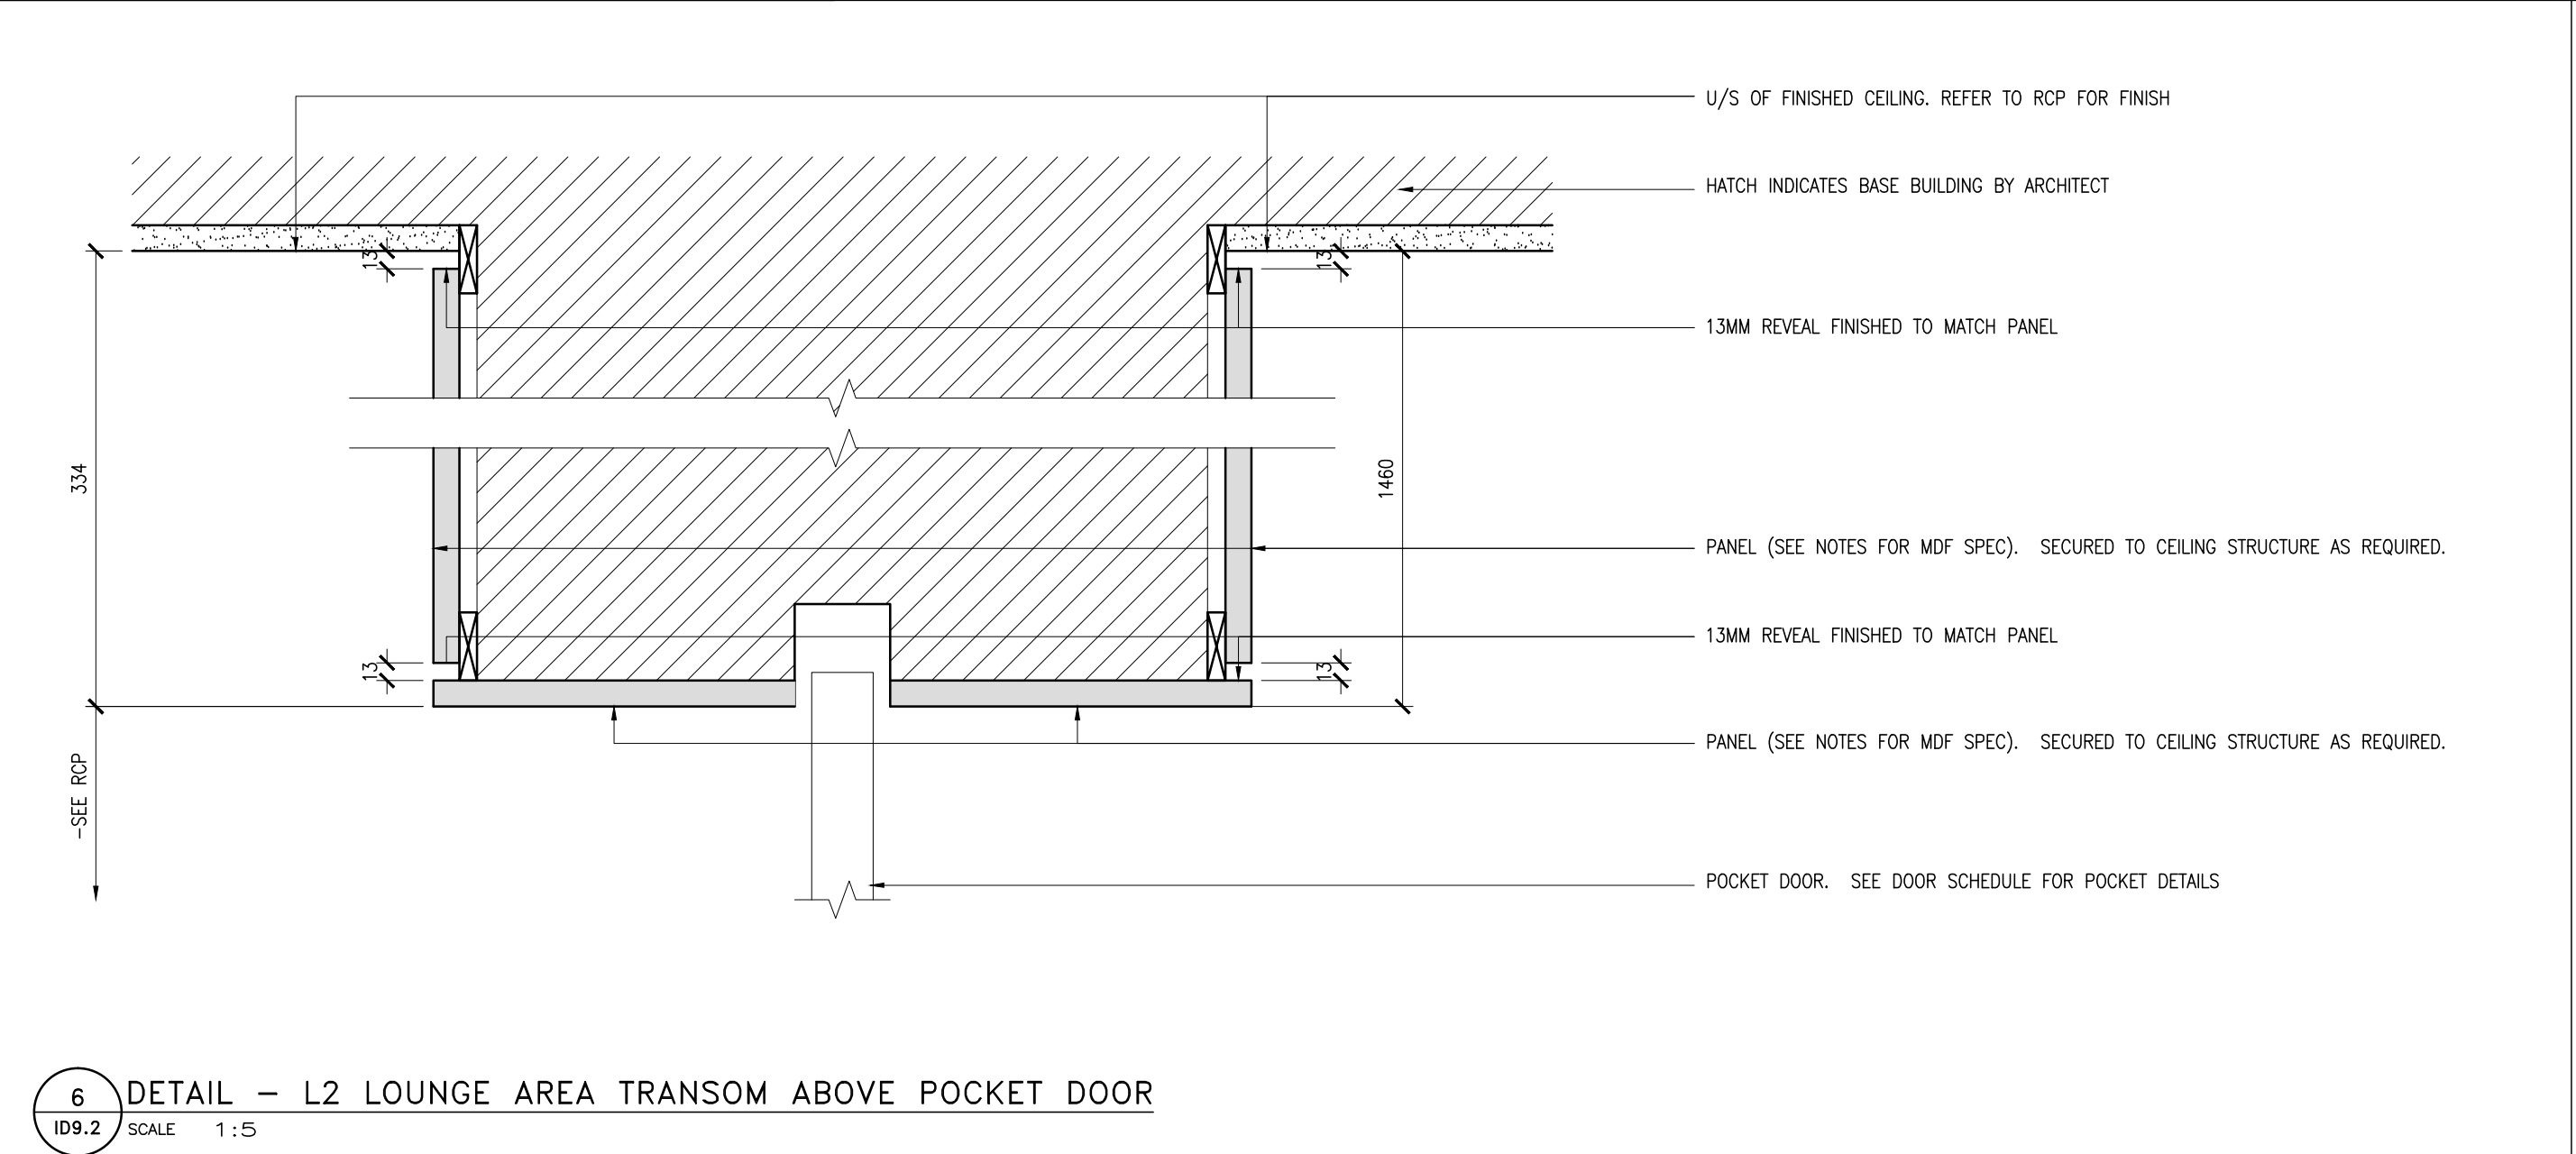 U/S OF FINISHED CEILING. REFER TO RCP FOR FINISH
HATCH INDICATES BASE BUILDING BY ARCHITECT
13
13
13MM REVEAL FINISHED TO MATCH PANEL
334
1460
PANEL (SEE NOTES FOR MDF SPEC). SECURED TO CEILING STRUCTURE AS REQUIRED.
13MM REVEAL FINISHED TO MATCH PANEL
13
13
PANEL (SEE NOTES FOR MDF SPEC). SECURED TO CEILING STRUCTURE AS REQUIRED.
-SEE RCP
POCKET DOOR. SEE DOOR SCHEDULE FOR POCKET DETAILS
6
ID9.2
DETAIL - L2 LOUNGE AREA TRANSOM ABOVE POCKET DOOR
SCALE 1:5